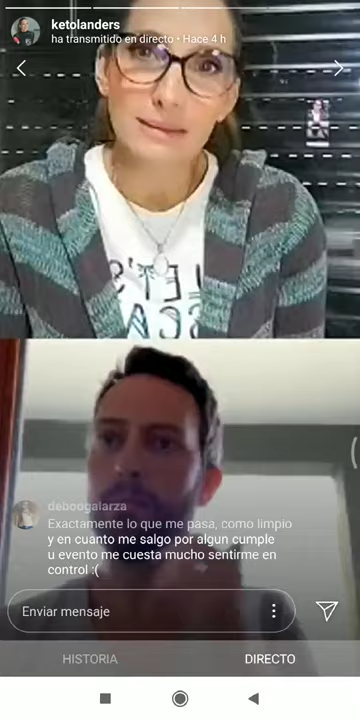 ketolanders
ha transmitido en directo • Hace 4 h
deboogalarza
Exactamente lo que me pasa, como limpio
y en cuanto me salgo por algun cumple
u evento me cuesta mucho sentirme en
control :(
Enviar mensaje
HISTORIA
DIRECTO